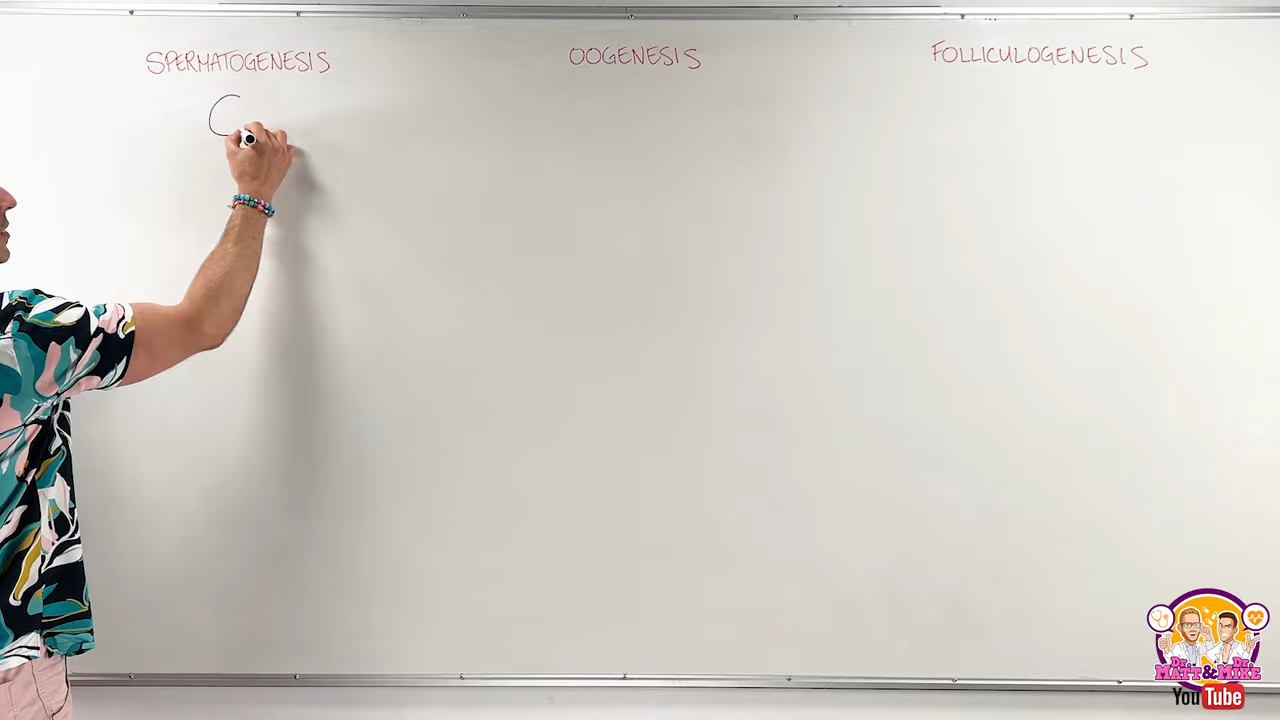 SPERMATOGENESIS
OOGENESIS
FOLLICULOGENESIS
DR. MATT & DR. MIKE
YouTube